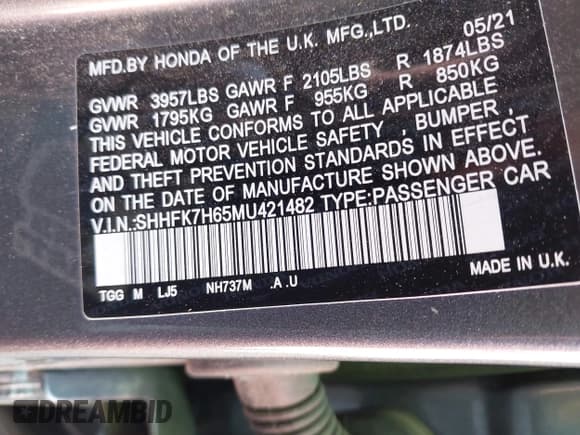 MFD.BY HONDA OF THE U.K. MFG.,LTD. 05/21
GVWR 3957LBS GAWR F 2105LBS R 1874LBS
GVWR 1795KG GAWR F 955KG R 850KG
THIS VEHICLE CONFORMS TO ALL APPLICABLE
FEDERAL MOTOR VEHICLE SAFETY , BUMPER ,
AND THEFT PREVENTION STANDARDS IN EFFECT
ON THE DATE OF MANUFACTURE SHOWN ABOVE.
V.I.N.:SHHFK7H65MU421482 TYPE:PASSENGER CAR
TGG M LJ5 NH737M .A .U MADE IN U.K.
DREAMBID